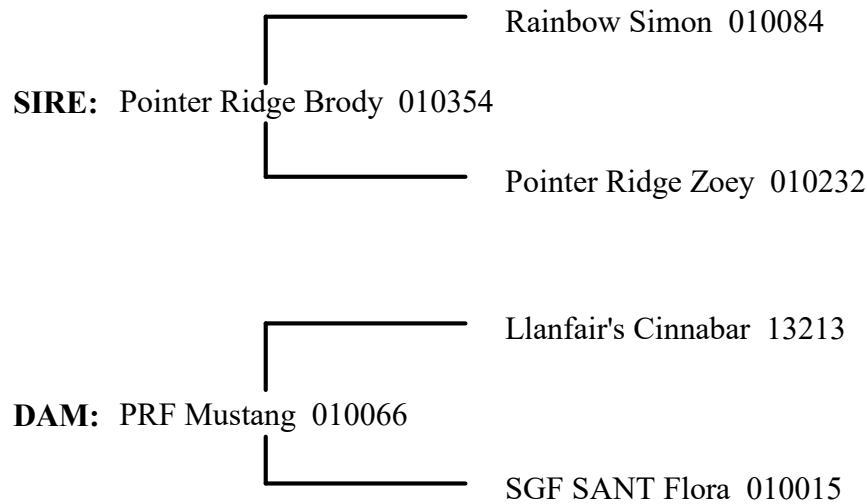 Rainbow Simon 010084
SIRE: Pointer Ridge Brody 010354
Pointer Ridge Zoey 010232
Llanfair's Cinnabar 13213
DAM: PRF Mustang 010066
SGF SANT Flora 010015